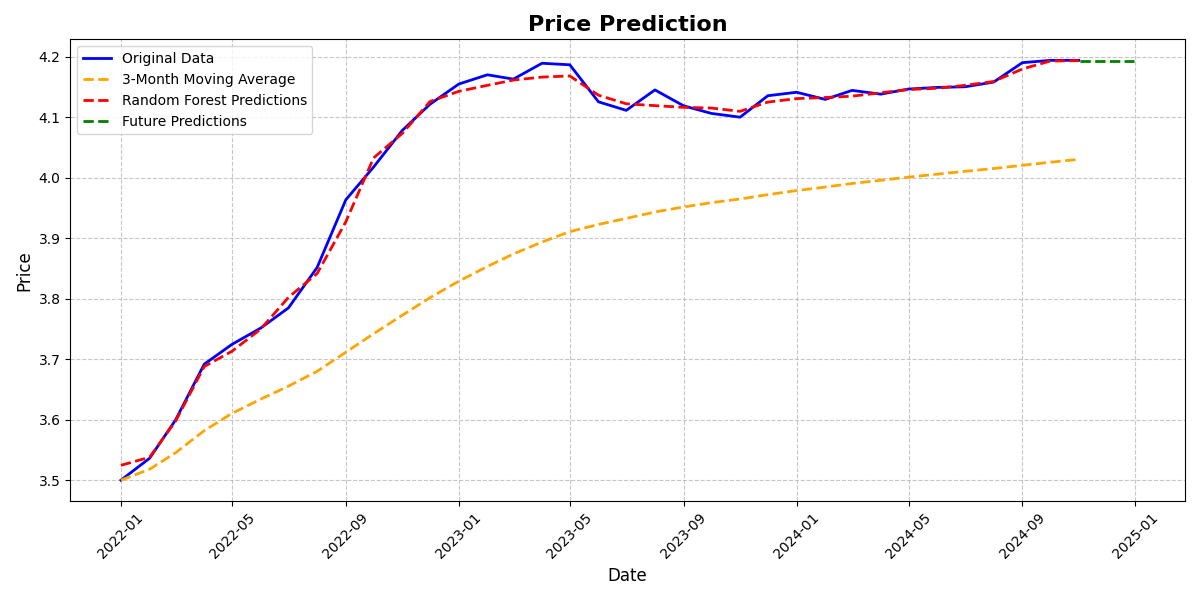 Price Prediction
Original Data
3-Month Moving Average
Random Forest Predictions
Future Predictions
Price
4.2
4.1
4.0
3.9
3.8
3.7
3.6
3.5
2022-01
2022-05
2022-09
2023-01
2023-05
2023-09
2024-01
2024-05
2024-09
2025-01
Date